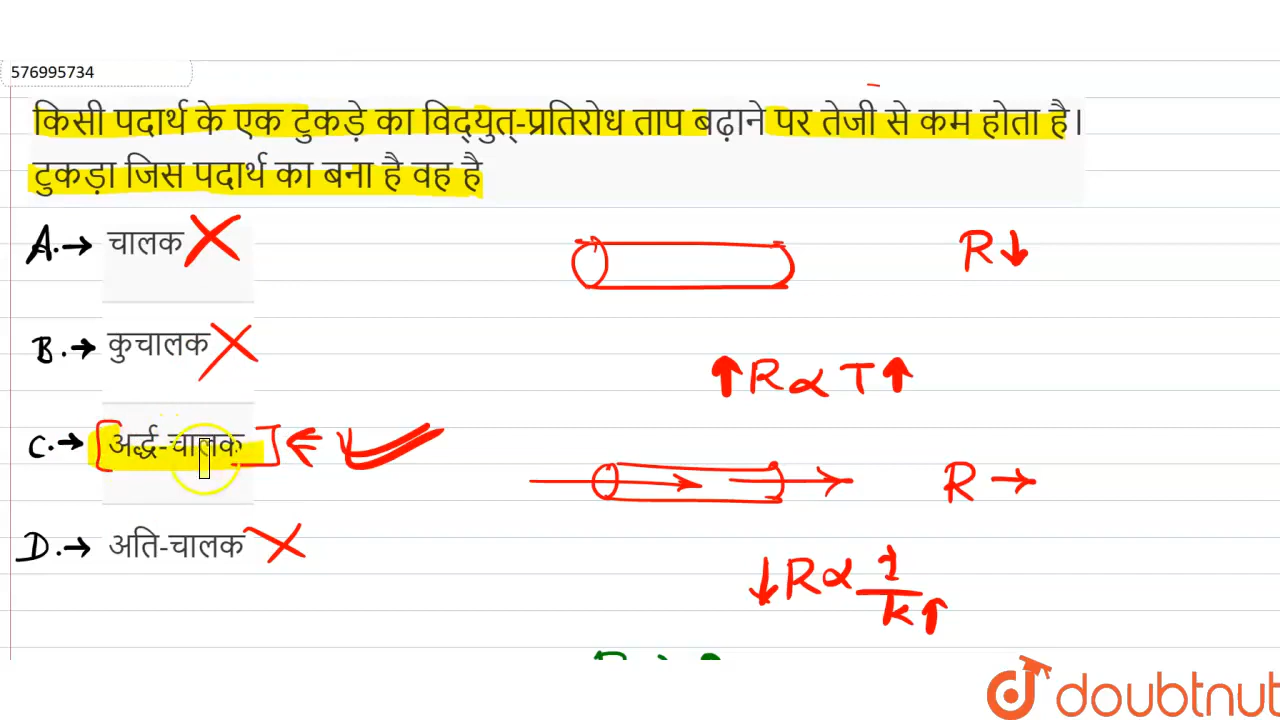 576995734
किसी पदार्थ के एक टुकड़े का विद्युत्-प्रतिरोध ताप बढ़ाने पर तेजी से कम होता है।
टुकड़ा जिस पदार्थ का बना है वह है
A.→ चालक
R↓
B.→ कुचालक
↑R∝T↑
C.→ [अर्द्ध-चालक]
R→
D.→ अति-चालक
↓R∝1/k↑
doubtnut